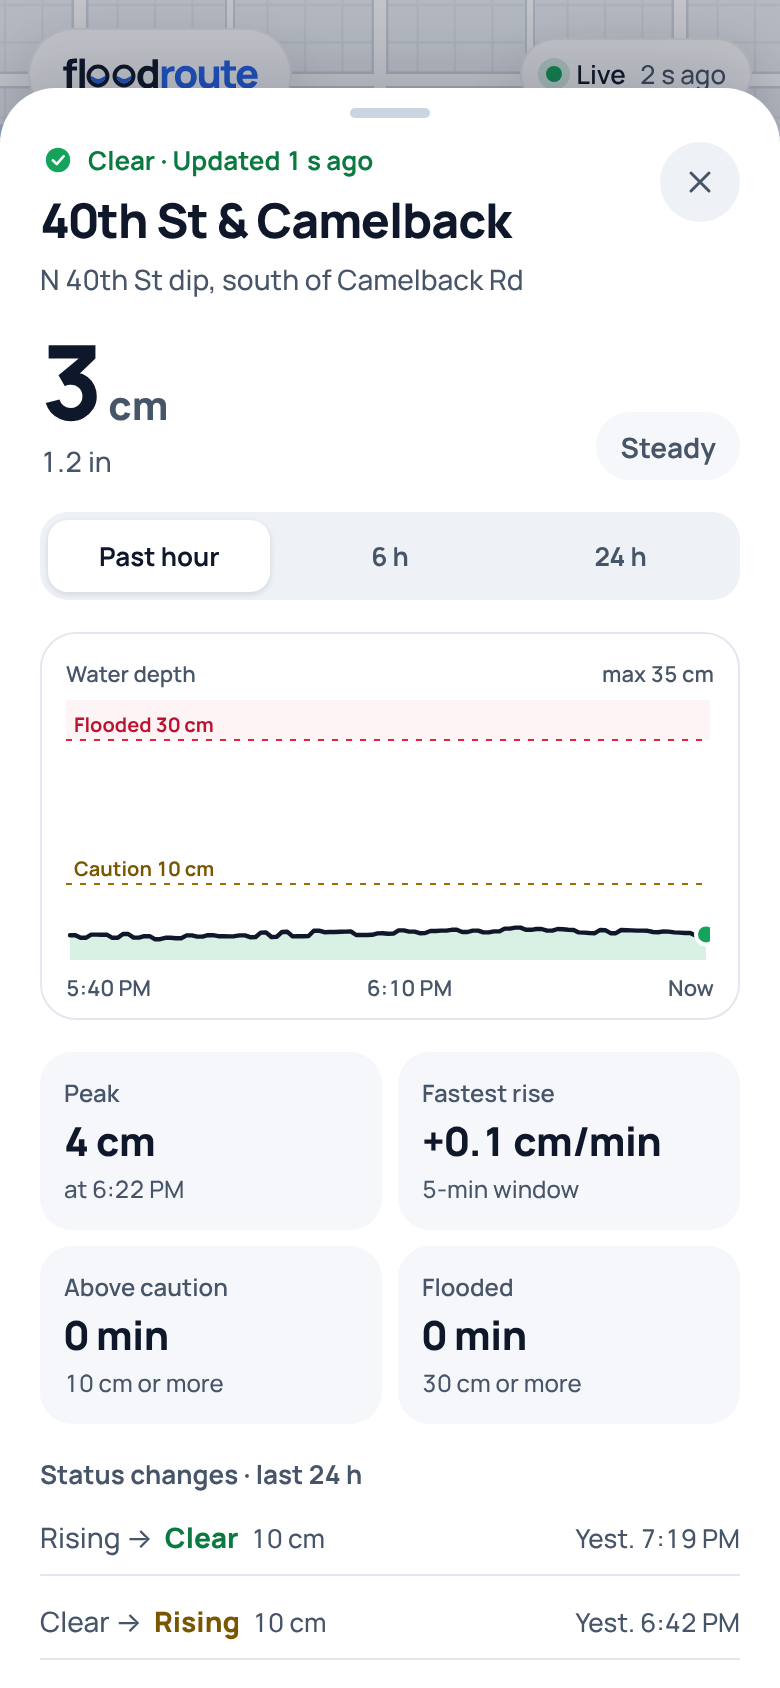 floodroute
Live 2 s ago
Clear · Updated 1 s ago
40th St & Camelback
N 40th St dip, south of Camelback Rd
3 cm
1.2 in
Steady
Past hour 6 h 24 h
Water depth max 35 cm
Flooded 30 cm
Caution 10 cm
5:40 PM 6:10 PM Now
Peak
4 cm
at 6:22 PM
Fastest rise
+0.1 cm/min
5-min window
Above caution
0 min
10 cm or more
Flooded
0 min
30 cm or more
Status changes · last 24 h
Rising → Clear 10 cm Yest. 7:19 PM
Clear → Rising 10 cm Yest. 6:42 PM